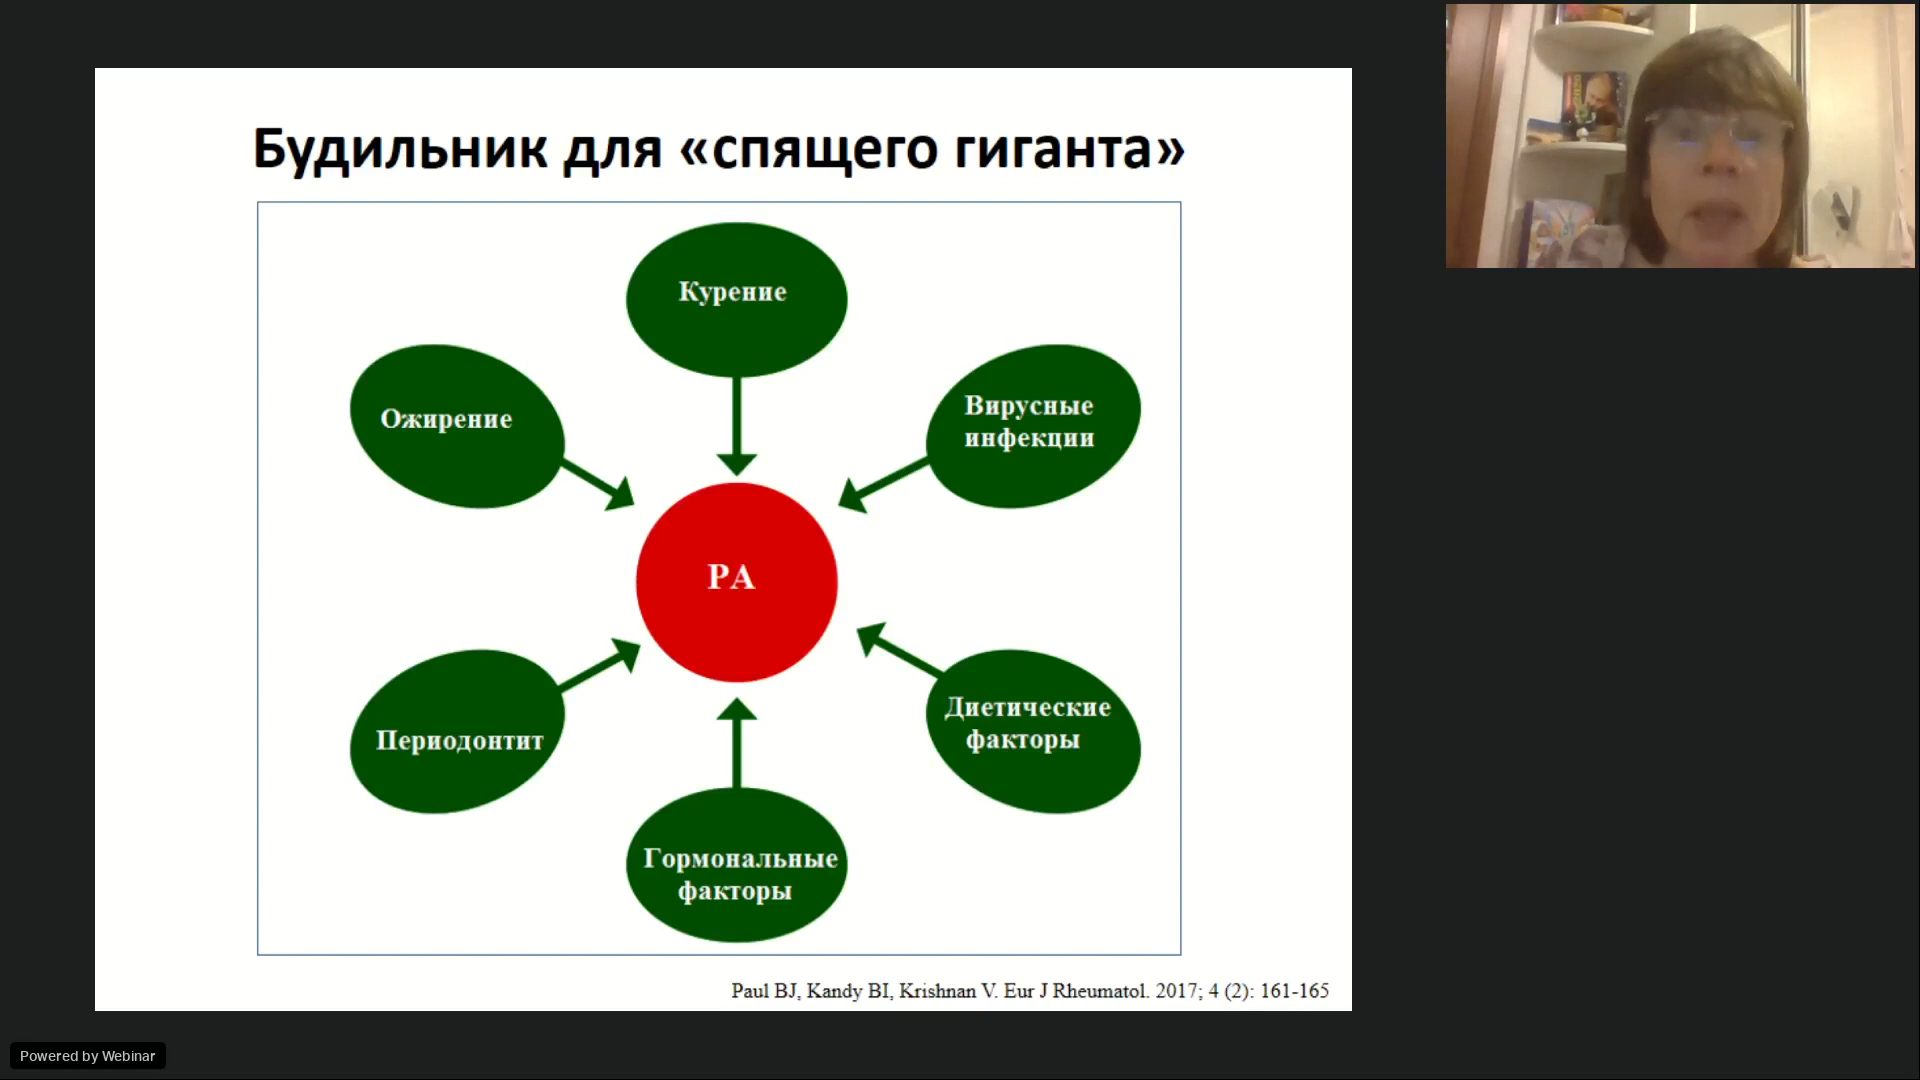 Будильник для «спящего гиганта»
Курение
Ожирение
Вирусные
инфекции
РА
Периодонтит
Диетические
факторы
Гормональные
факторы
Paul BJ, Kandy BI, Krishnan V. Eur J Rheumatol. 2017; 4 (2): 161-165
Powered by Webinar